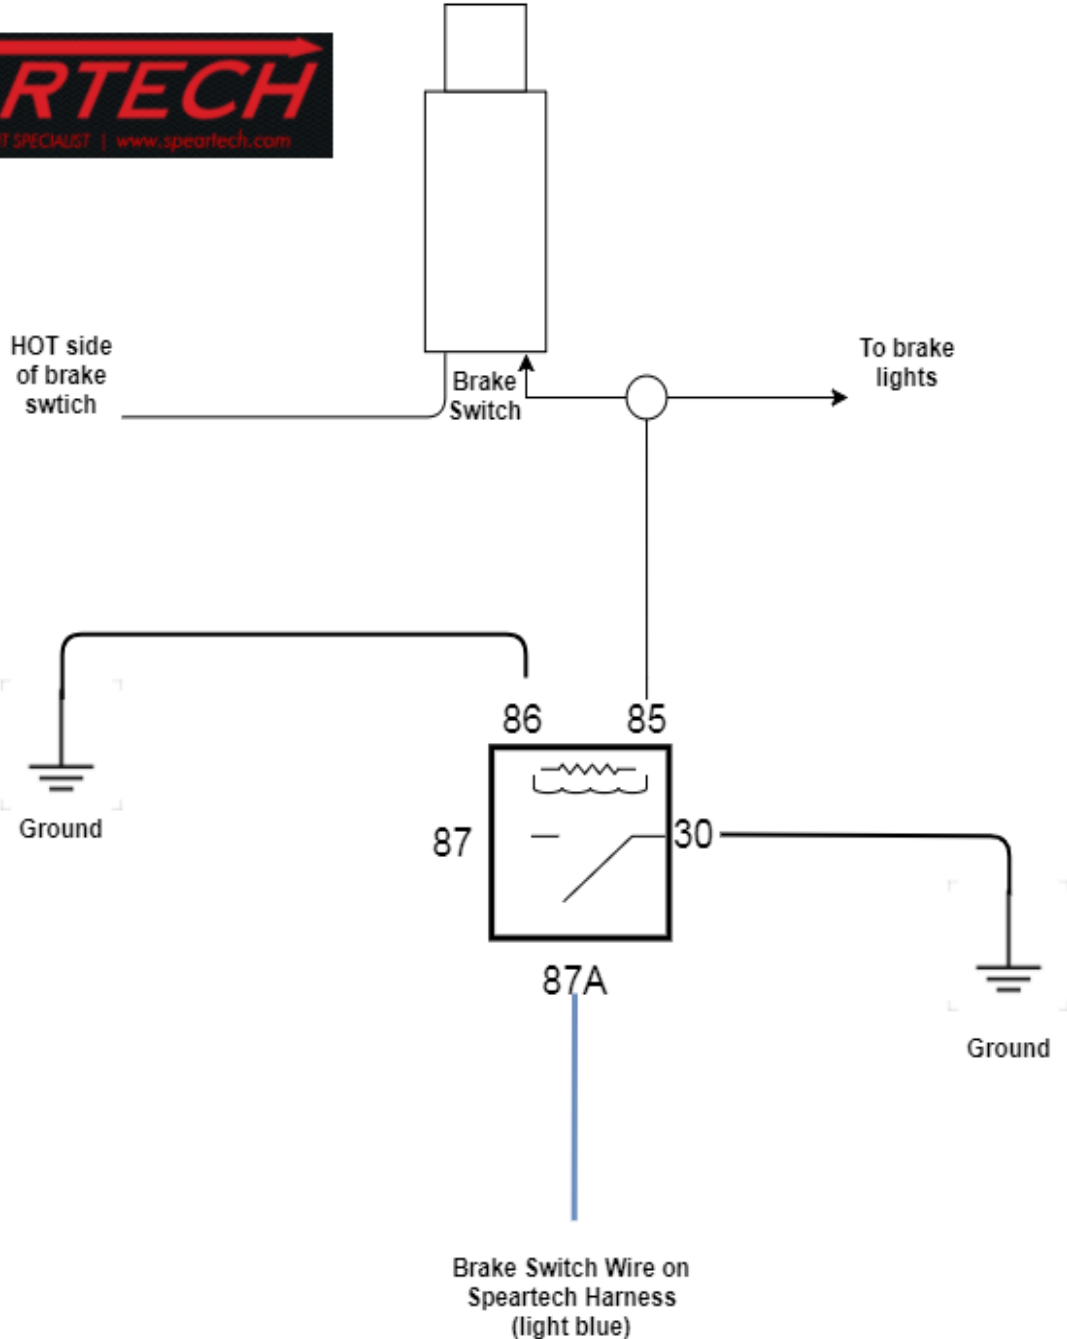 RTECH
T SPECIALIST | www.speartech.com
HOT side
of brake
swtich
Brake
Switch
To brake
lights
86
85
87
30
Ground
87A
Ground
Brake Switch Wire on
Speartech Harness
(light blue)